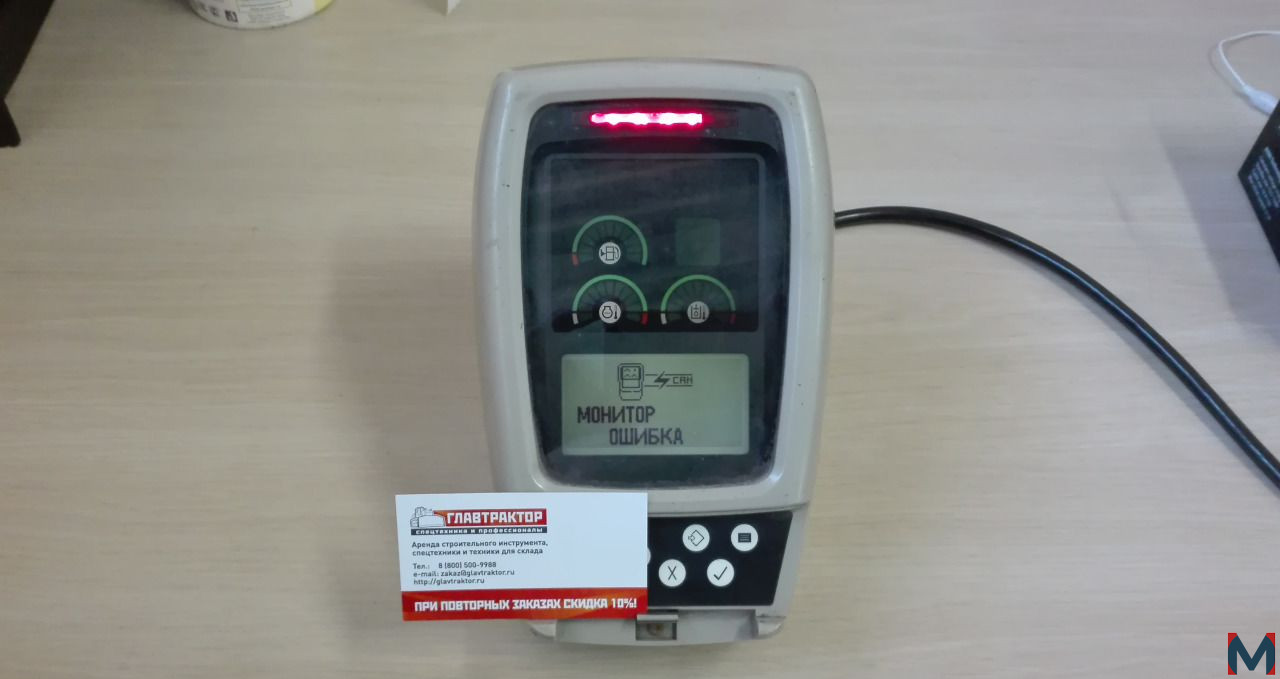 CAN
МОНИТОР
ОШИБКА
ГЛАВТРАКТОР
спецтехника и профессионалы
Аренда строительного инструмента,
спецтехники и техники для склада
Тел.: 8 (800) 500-9988
e-mail: zakaz@glavtraktor.ru
http://glavtraktor.ru
ПРИ ПОВТОРНЫХ ЗАКАЗАХ СКИДКА 10%!
X
M